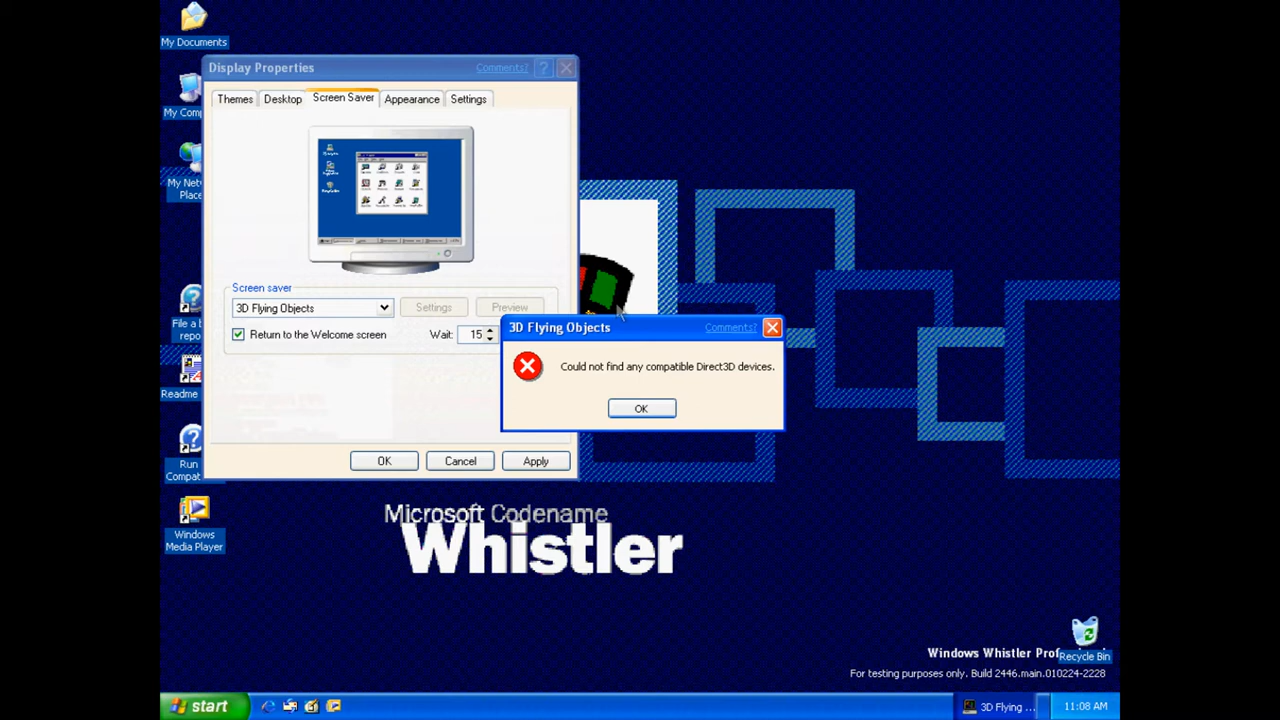 My Documents
Display Properties
Comments?
My Comp
Themes
Desktop
Screen Saver
Appearance
Settings
My Net
Place
Screen saver
3D Flying Objects
Settings
Preview
Return to the Welcome screen
Wait:
15
File a b
repo
3D Flying Objects
Comments?
Could not find any compatible Direct3D devices.
OK
Readme
Run
Compat
OK
Cancel
Apply
Windows
Media Player
Microsoft Codename
Whistler
Windows Whistler Prof
Recycle Bin
For testing purposes only. Build 2446.main.010224-2228
start
3D Flying ...
11:08 AM